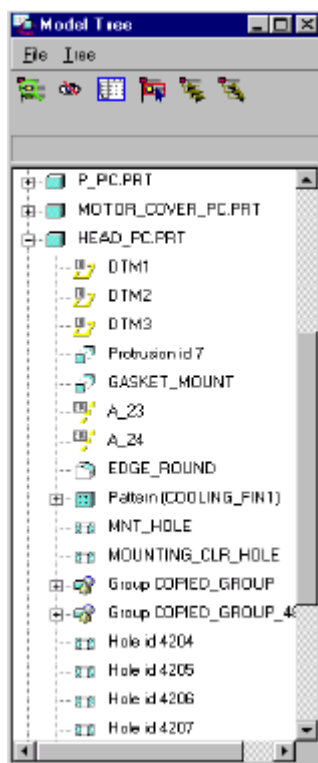 Model Tree
File Tree
P_PC.PRT
MOTOR_COVER_PC.PRT
HEAD_PC.PRT
DTM1
DTM2
DTM3
Protrusion id 7
GASKET_MOUNT
A_23
A_24
EDGE_ROUND
Pattern (COOLING_FIN1)
MNT_HOLE
MOUNTING_CLR_HOLE
Group COPIED_GROUP
Group COPIED_GROUP_4
Hole id 4204
Hole id 4205
Hole id 4206
Hole id 4207